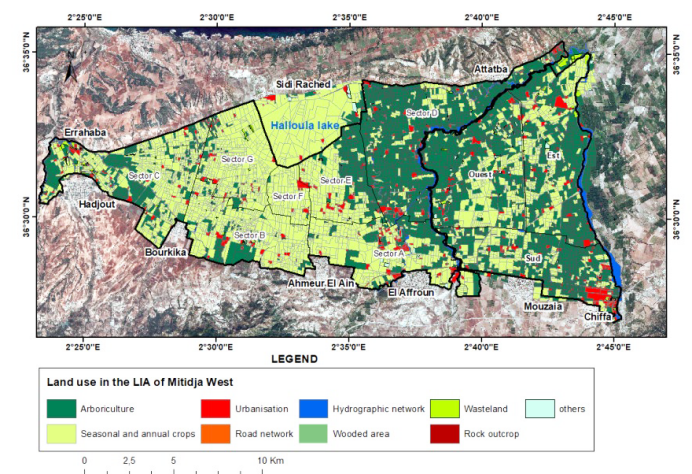 2°25'0"E 2°30'0"E 2°35'0"E 2°40'0"E 2°45'0"E
36°35'0"N
36°35'0"N
Attatba
Sidi Rached
Sector D
Halloula lake
Errahaba
Est
Sector G
Ouest
Sector C
Sector E
Sector F
Hadjout
36°30'0"N
36°30'0"N
Sector B
Bourkika
Sector A
Sud
Ahmeur El Ain
El Affroun
Mouzaia
Chiffa
2°25'0"E 2°30'0"E 2°35'0"E 2°40'0"E 2°45'0"E
LEGEND
Land use in the LIA of Mitidja West
Arboriculture Urbanisation Hydrographic network Wasteland others
Seasonal and annual crops Road network Wooded area Rock outcrop
0 2,5 5 10 Km